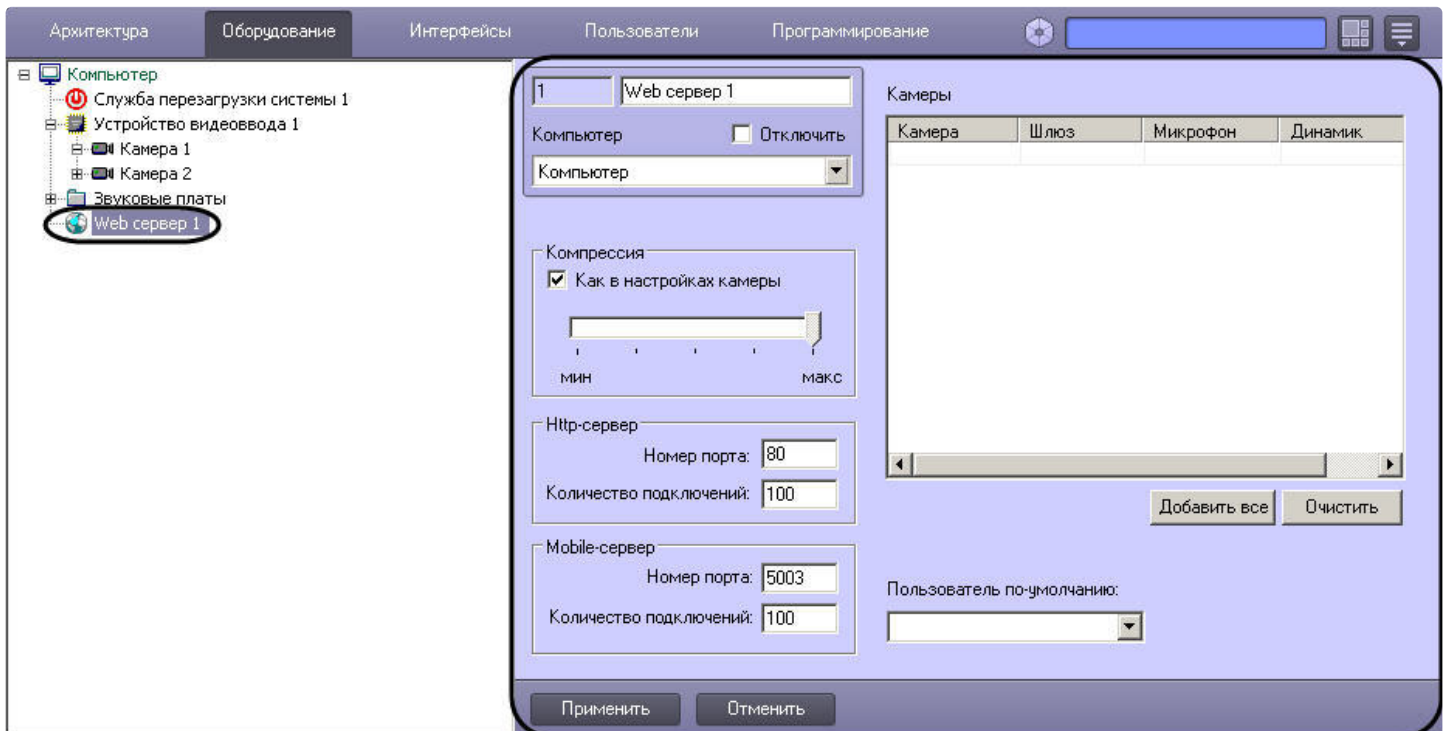 Архитектура Оборудование Интерфейсы Пользователи Программирование
Компьютер
Служба перезагрузки системы 1
Устройство видеоввода 1
Камера 1
Камера 2
Звуковые платы
Web сервер 1
1 Web сервер 1
Компьютер Отключить
Компьютер
Компрессия
Как в настройках камеры
мин макс
Http-сервер
Номер порта: 80
Количество подключений: 100
Mobile-сервер
Номер порта: 5003
Количество подключений: 100
Камеры
Камера Шлюз Микрофон Динамик
Добавить все Очистить
Пользователь по-умолчанию:
Применить Отменить